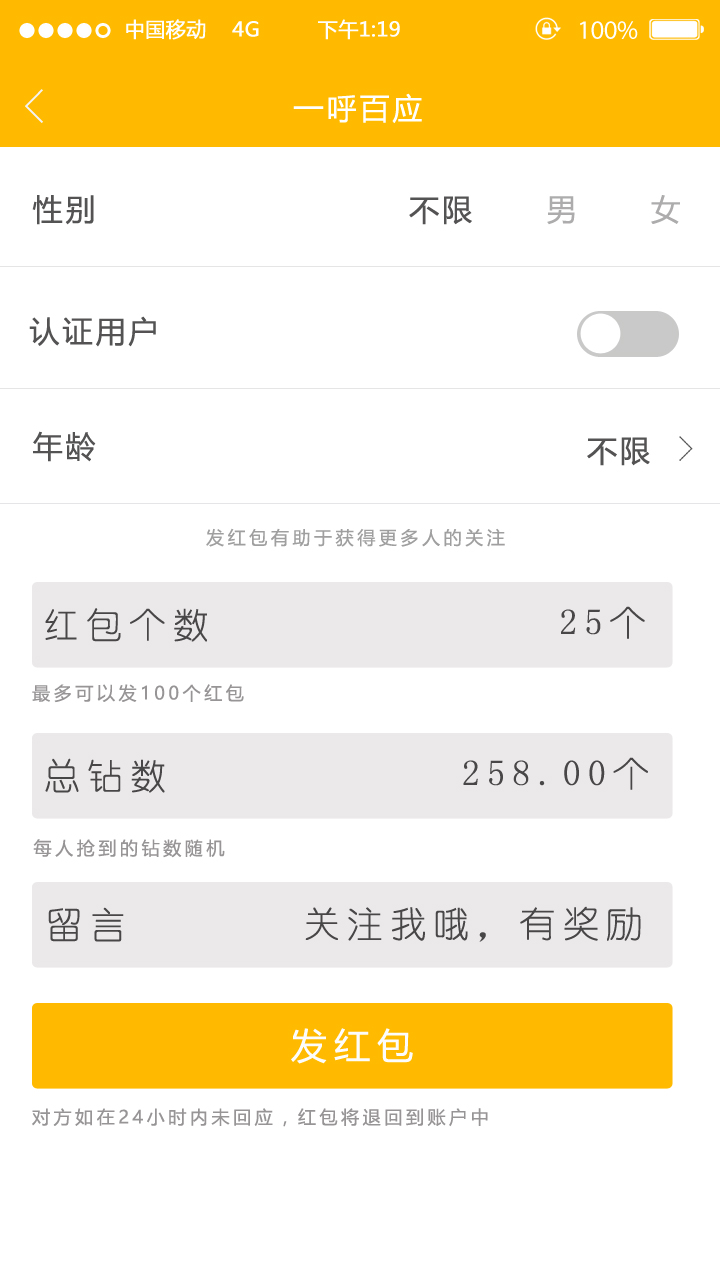 中国移动 4G 下午1:19 100%
一呼百应
性别 不限 男 女
认证用户
年龄 不限
发红包有助于获得更多人的关注
红包个数 25个
最多可以发100个红包
总钻数 258.00个
每人抢到的钻数随机
留言 关注我哦，有奖励
发红包
对方如在24小时内未回应，红包将退回到账户中